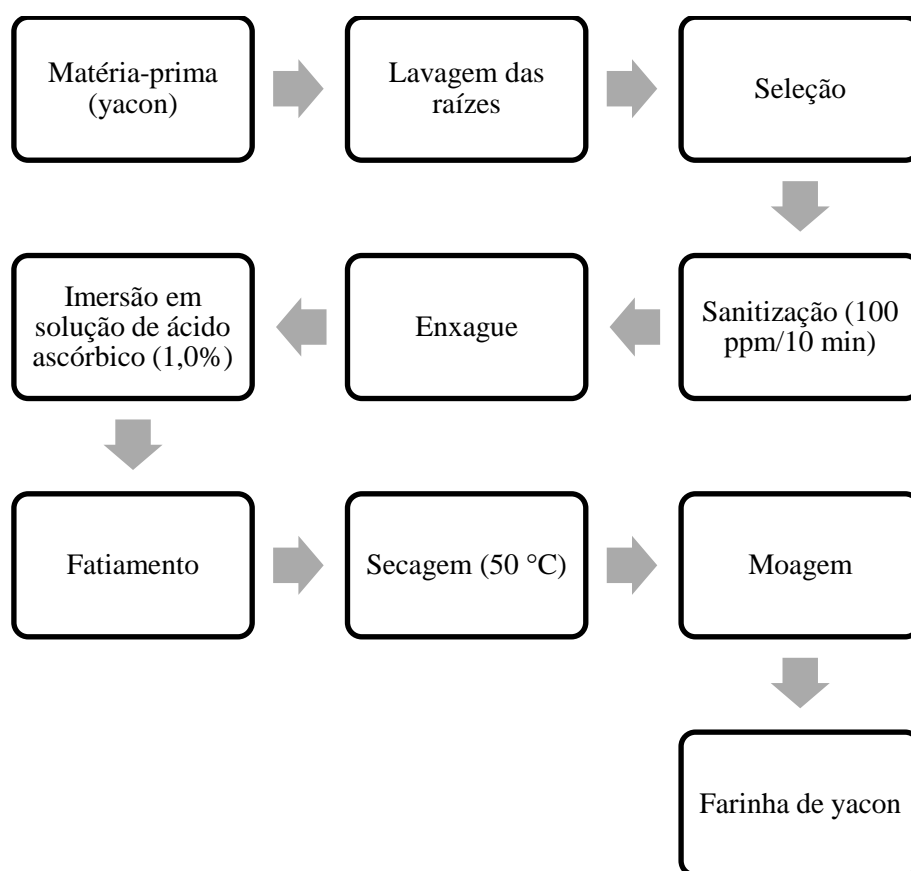 Matéria-prima
(yacon)
Lavagem das
raízes
Seleção
Sanitização (100
ppm/10 min)
Enxague
Imersão em
solução de ácido
ascórbico (1,0%)
Fatiamento
Secagem (50 °C)
Moagem
Farinha de yacon